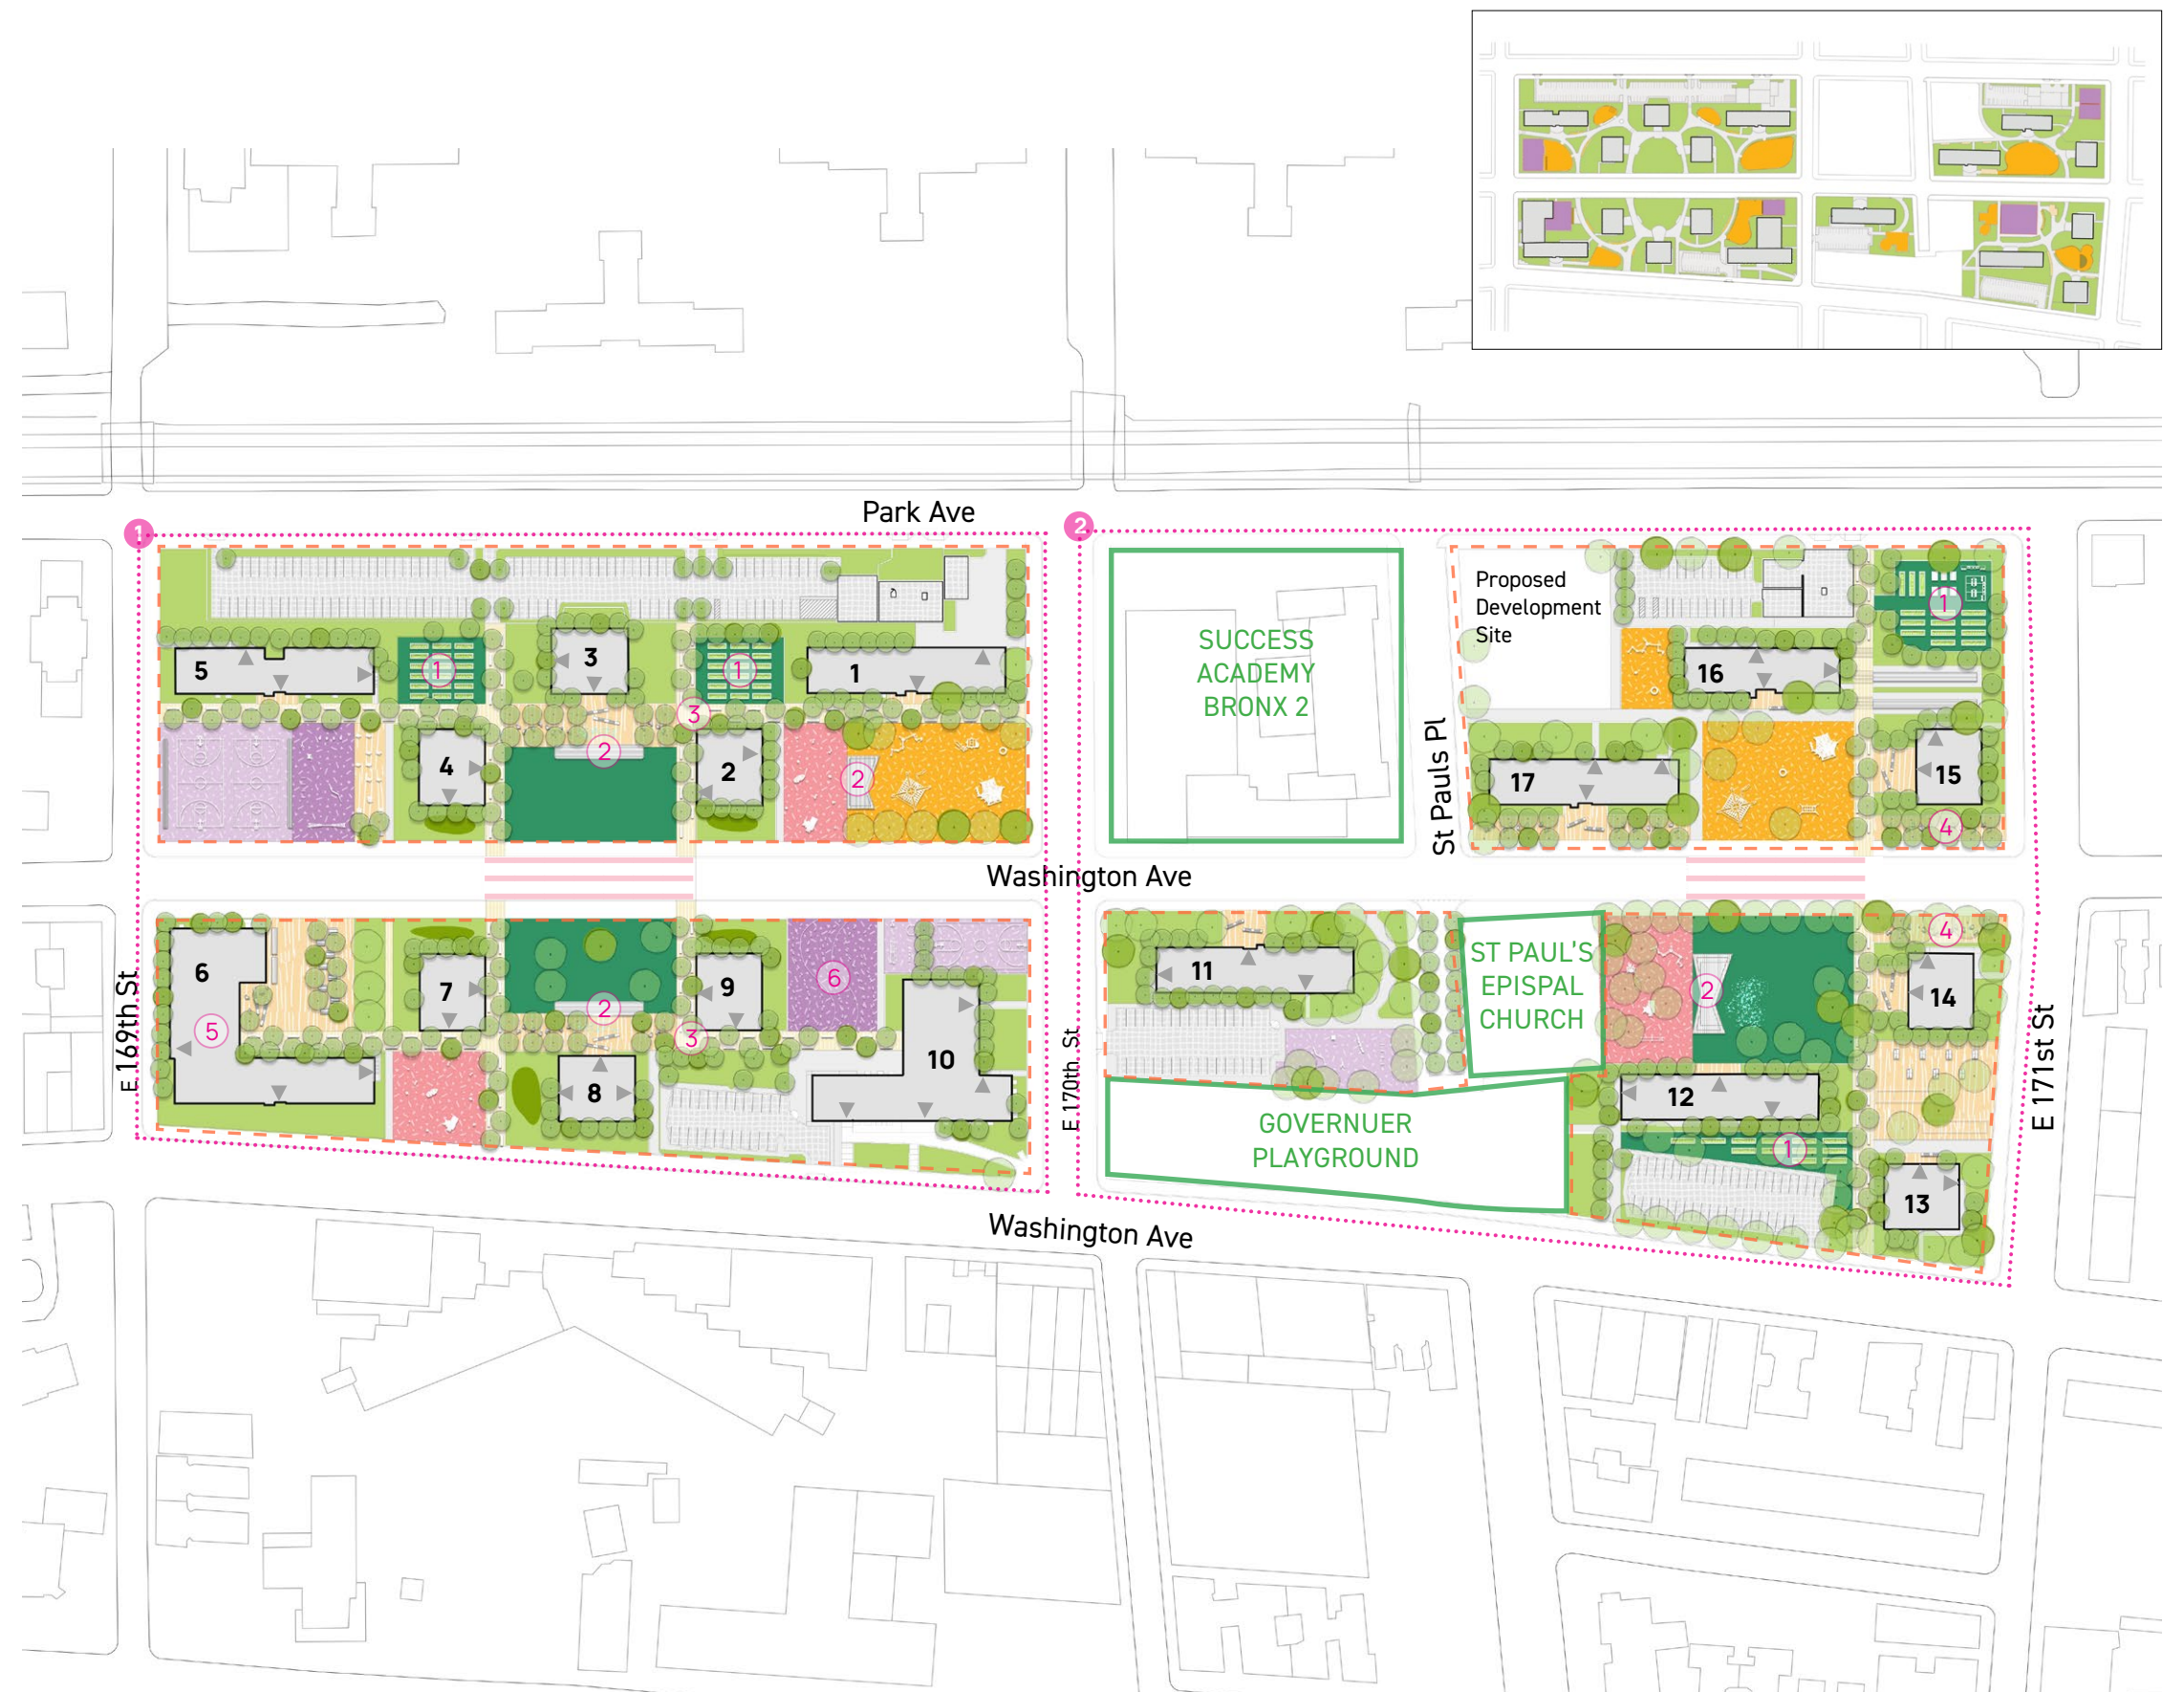 Park Ave
1
2
Proposed
Development
Site
SUCCESS
ACADEMY
BRONX 2
1
5
1
3
1
1
16
3
2
4
2
2
17
15
4
St Pauls Pl
Washington Ave
6
7
9
6
11
ST PAUL'S
EPISPAL
CHURCH
2
4
14
5
2
3
10
8
E 169th St
E 170th. St
GOVERNUER
PLAYGROUND
12
1
13
E 171st St
Washington Ave